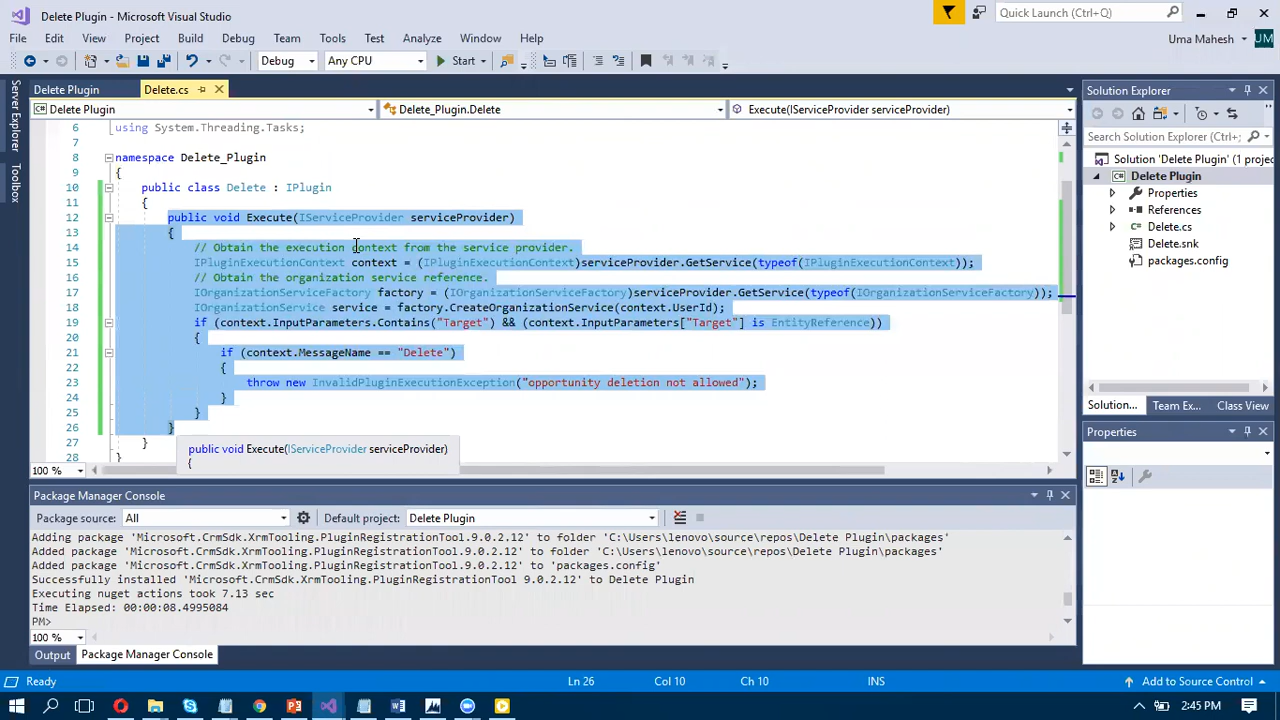 Delete Plugin - Microsoft Visual Studio
Quick Launch (Ctrl+Q)
File Edit View Project Build Debug Team Tools Test Analyze Window Help
Uma Mahesh
UM
Debug Any CPU Start
Server Explorer
Toolbox
Delete Plugin Delete.cs
Delete Plugin Delete_Plugin.Delete Execute(IServiceProvider serviceProvider)
6 using System.Threading.Tasks;
7
8 namespace Delete_Plugin
9 {
10 public class Delete : IPlugin
11 {
12 public void Execute(IServiceProvider serviceProvider)
13 {
14 // Obtain the execution context from the service provider.
15 IPluginExecutionContext context = (IPluginExecutionContext)serviceProvider.GetService(typeof(IPluginExecutionContext));
16 // Obtain the organization service reference.
17 IOrganizationServiceFactory factory = (IOrganizationServiceFactory)serviceProvider.GetService(typeof(IOrganizationServiceFactory));
18 IOrganizationService service = factory.CreateOrganizationService(context.UserId);
19 if (context.InputParameters.Contains("Target") && (context.InputParameters["Target"] is EntityReference))
20 {
21 if (context.MessageName == "Delete")
22 {
23 throw new InvalidPluginExecutionException("opportunity deletion not allowed");
24 }
25 }
26 }
27 }
28 }
public void Execute(IServiceProvider serviceProvider)
{
100 %
Solution Explorer
Search Solution Explorer (Ctrl+;)
Solution 'Delete Plugin' (1 proj
Delete Plugin
Properties
References
Delete.cs
Delete.snk
packages.config
Solution... Team Ex... Class View
Properties
Package Manager Console
Package source: All Default project: Delete Plugin
Adding package 'Microsoft.CrmSdk.XrmTooling.PluginRegistrationTool.9.0.2.12' to folder 'C:\Users\lenovo\source\repos\Delete Plugin\packages'
Added package 'Microsoft.CrmSdk.XrmTooling.PluginRegistrationTool.9.0.2.12' to folder 'C:\Users\lenovo\source\repos\Delete Plugin\packages'
Added package 'Microsoft.CrmSdk.XrmTooling.PluginRegistrationTool.9.0.2.12' to 'packages.config'
Successfully installed 'Microsoft.CrmSdk.XrmTooling.PluginRegistrationTool 9.0.2.12' to Delete Plugin
Executing nuget actions took 7.13 sec
Time Elapsed: 00:00:08.4995084
PM>
100 %
Output Package Manager Console
Ready Ln 26 Col 10 Ch 10 INS Add to Source Control
2:45 PM